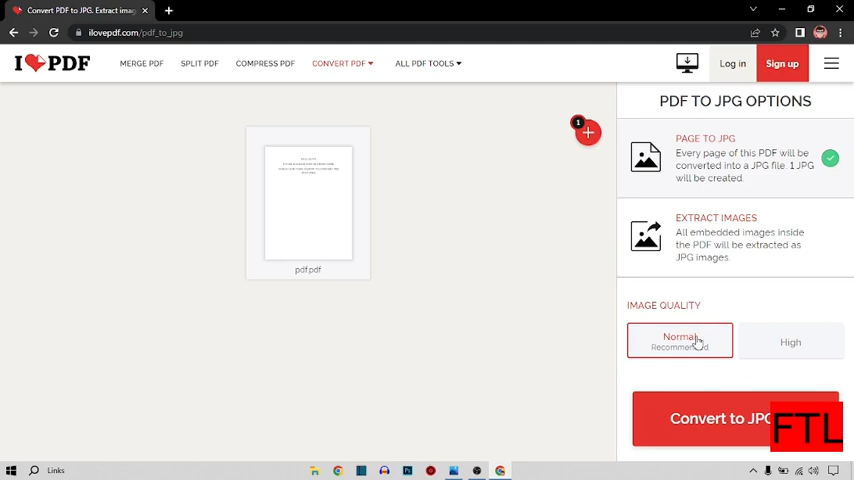 Convert PDF to JPG. Extract imag
ilovepdf.com/pdf_to_jpg
I PDF
MERGE PDF
SPLIT PDF
COMPRESS PDF
CONVERT PDF
ALL PDF TOOLS
Log in
Sign up
PDF TO JPG OPTIONS
1
PAGE TO JPG
Every page of this PDF will be
converted into a JPG file. 1 JPG
will be created.
EXTRACT IMAGES
All embedded images inside
the PDF will be extracted as
JPG images.
pdf.pdf
IMAGE QUALITY
Normal
Recommended
High
Convert to JPG
FTL
Links